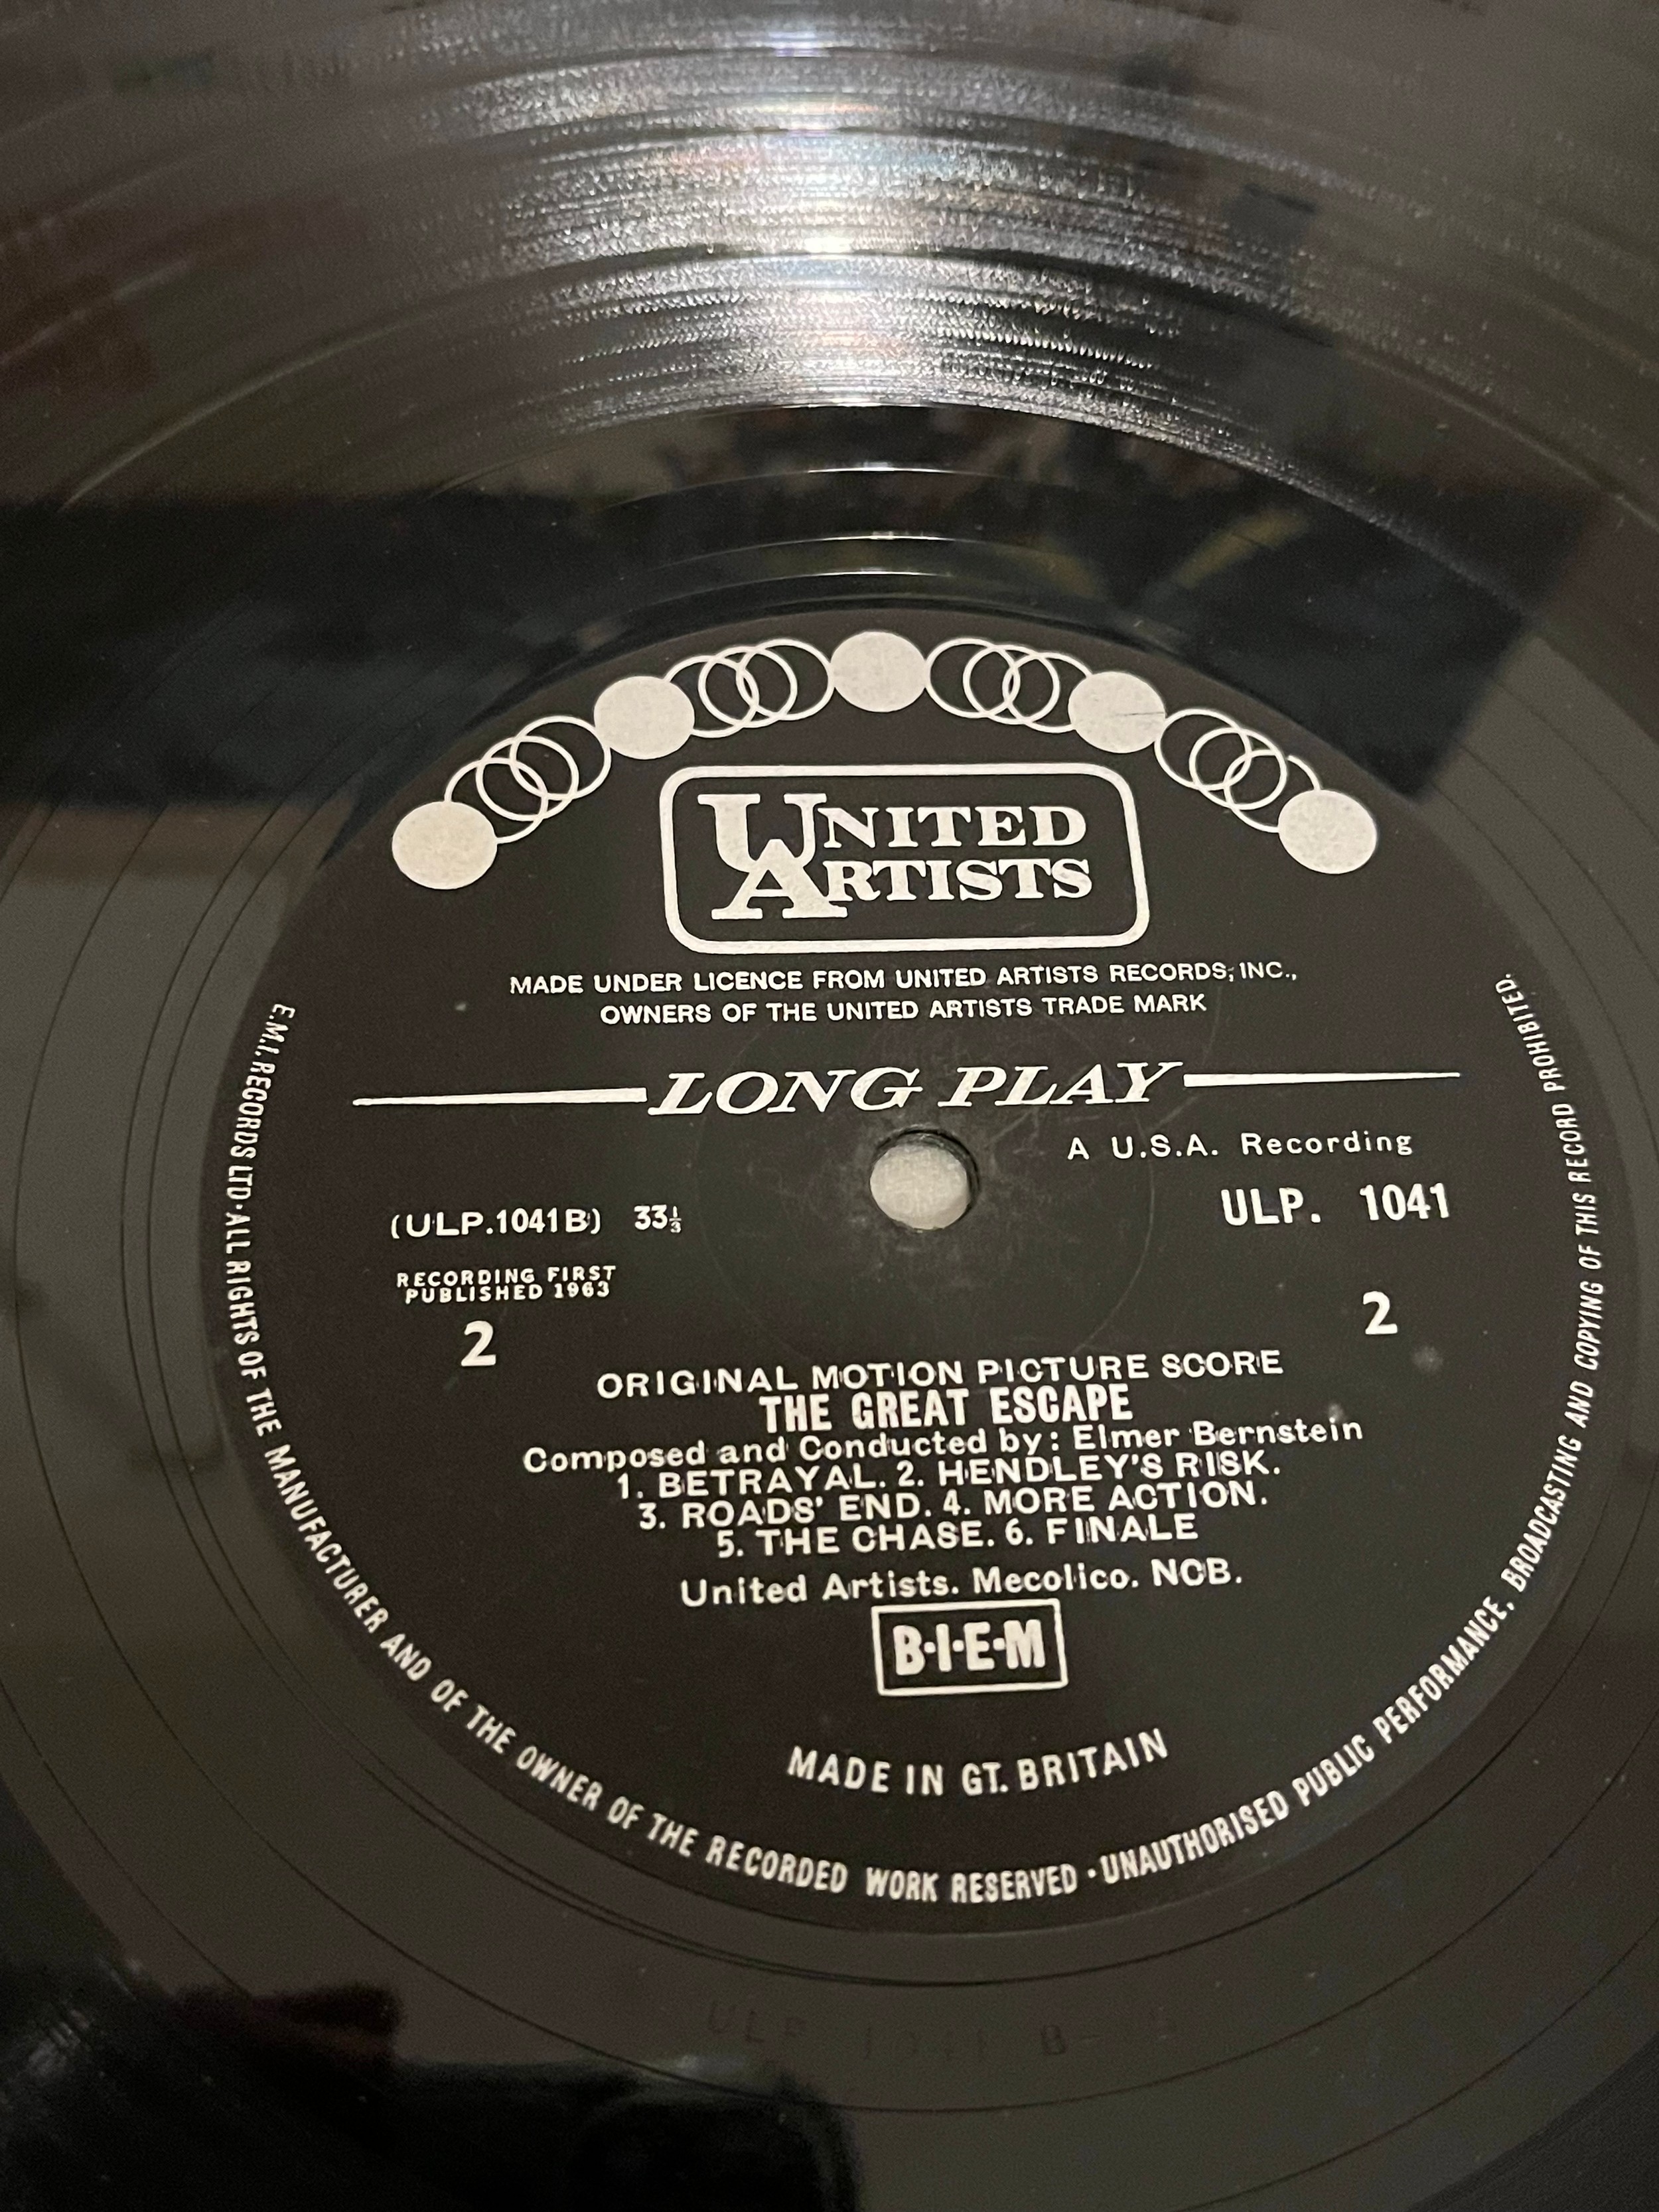 UNITED
ARTISTS
MADE UNDER LICENCE FROM UNITED ARTISTS RECORDS, INC.,
OWNERS OF THE UNITED ARTISTS TRADE MARK
LONG PLAY
A U.S.A. Recording
(ULP.1041B) 33⅓
ULP. 1041
RECORDING FIRST
PUBLISHED 1963
2
2
ORIGINAL MOTION PICTURE SCORE
THE GREAT ESCAPE
Composed and Conducted by: Elmer Bernstein
1. BETRAYAL. 2. HENDLEY'S RISK.
3. ROADS' END. 4. MORE ACTION.
5. THE CHASE. 6. FINALE
United Artists. Mecolico. NCB.
B·I·E·M
MADE IN GT. BRITAIN
E.M.I. RECORDS LTD · ALL RIGHTS OF THE MANUFACTURER AND OF THE OWNER OF THE RECORDED WORK RESERVED · UNAUTHORISED PUBLIC PERFORMANCE, BROADCASTING AND COPYING OF THIS RECORD PROHIBITED.
ULP 1041 B-